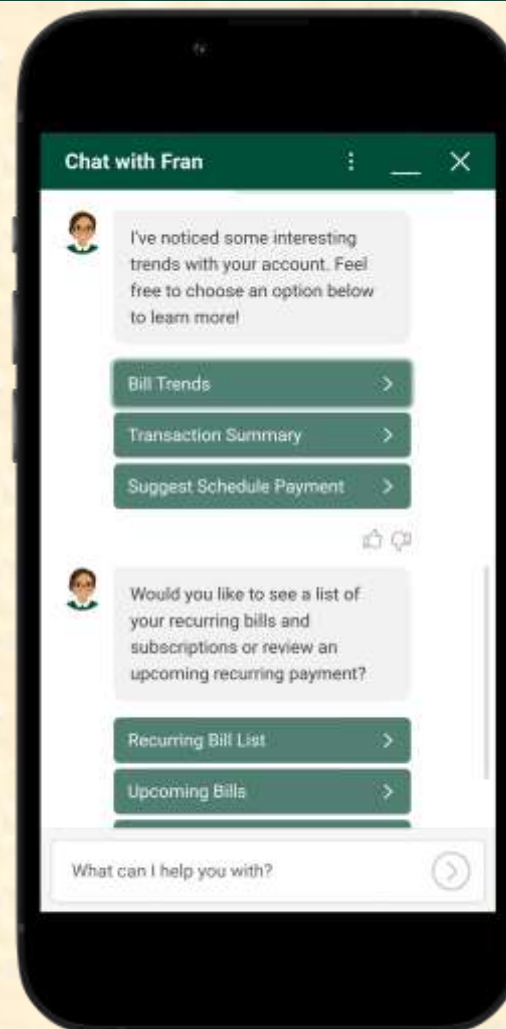 Chat with Fran
I've noticed some interesting
trends with your account. Feel
free to choose an option below
to learn more!
Bill Trends
Transaction Summary
Suggest Schedule Payment
Would you like to see a list of
your recurring bills and
subscriptions or review an
upcoming recurring payment?
Recurring Bill List
Upcoming Bills
What can I help you with?